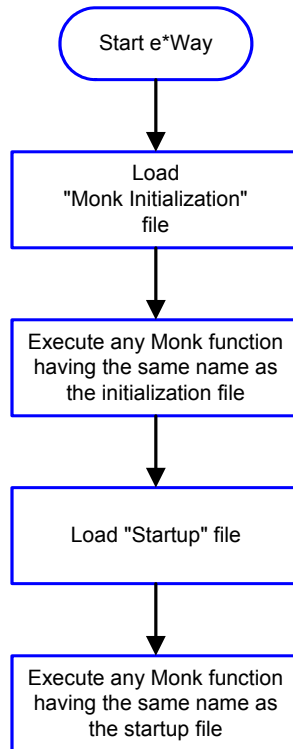 Start e*Way
Load
"Monk Initialization"
file
Execute any Monk function
having the same name as
the initialization file
Load "Startup" file
Execute any Monk function
having the same name as
the startup file